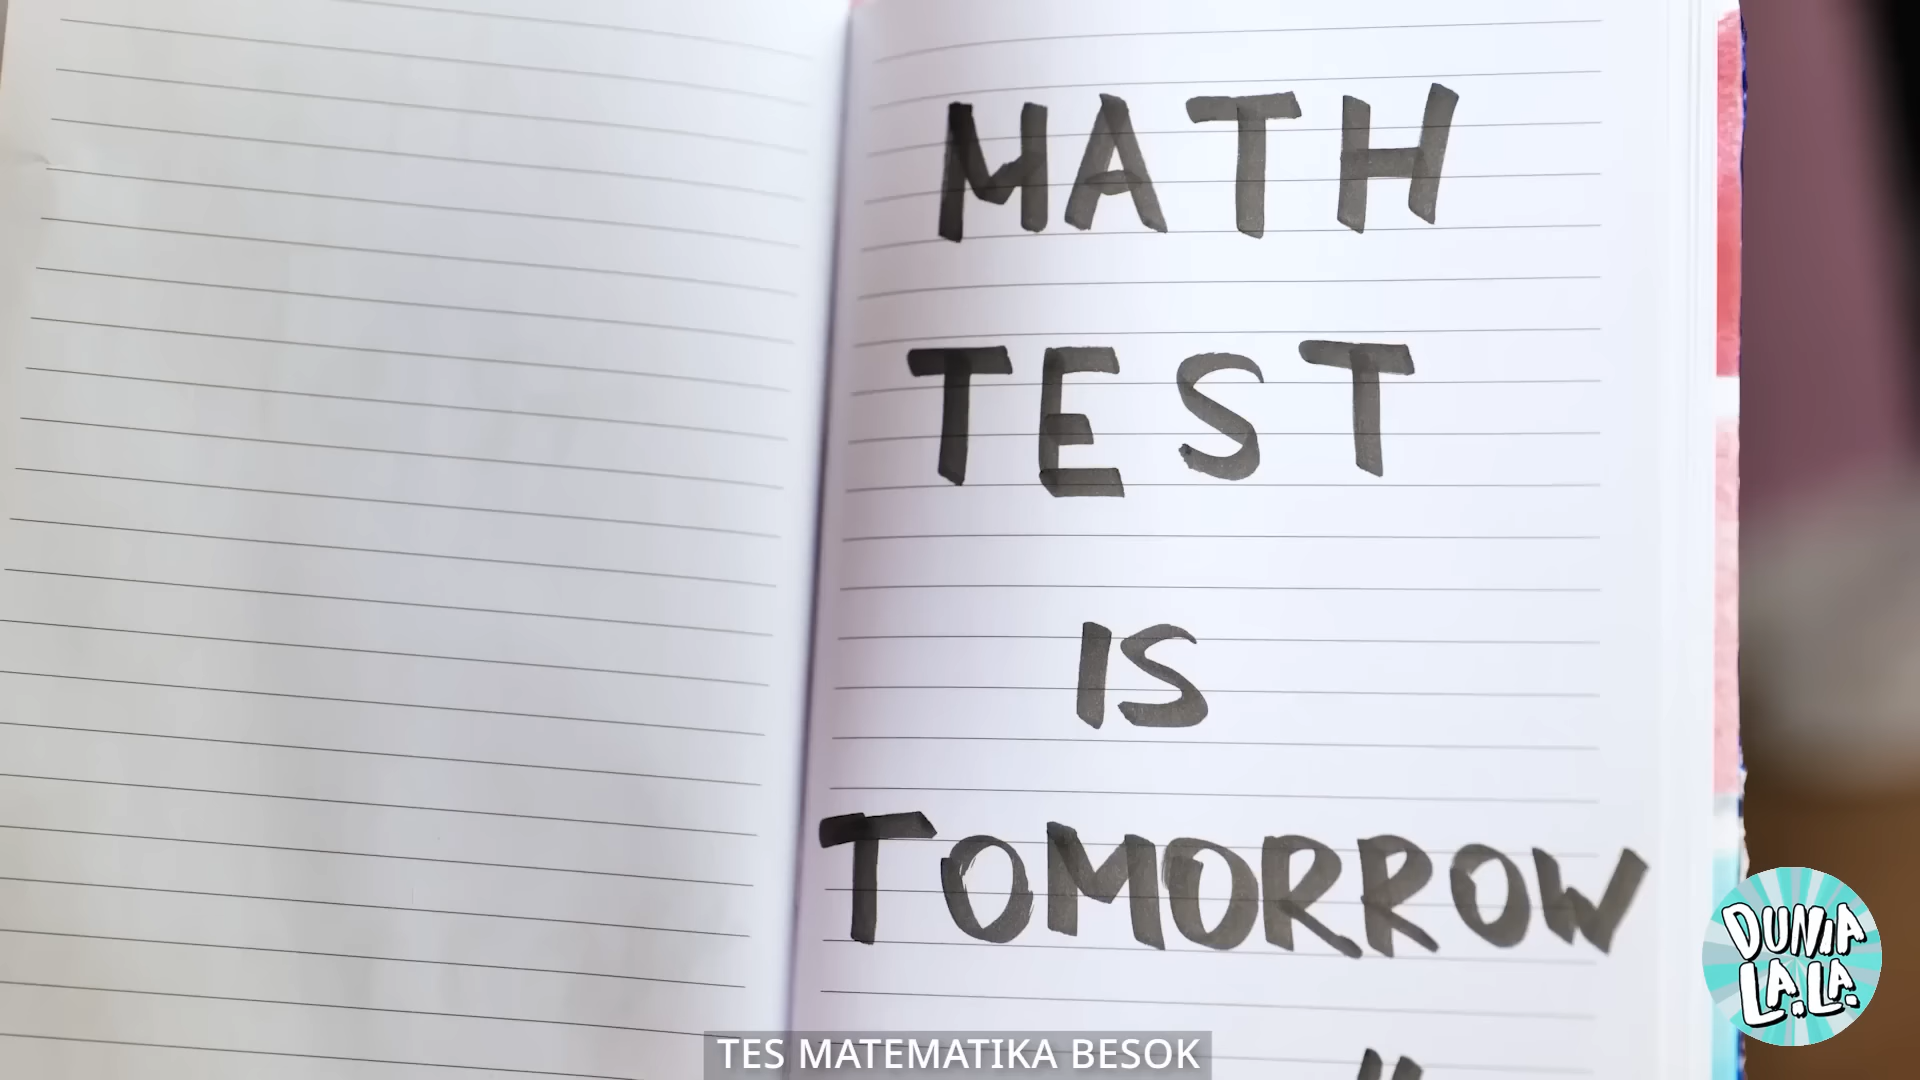 MATH
TEST
IS
TOMORROW
DUNIA
LA.LA.
TES MATEMATIKA BESOK